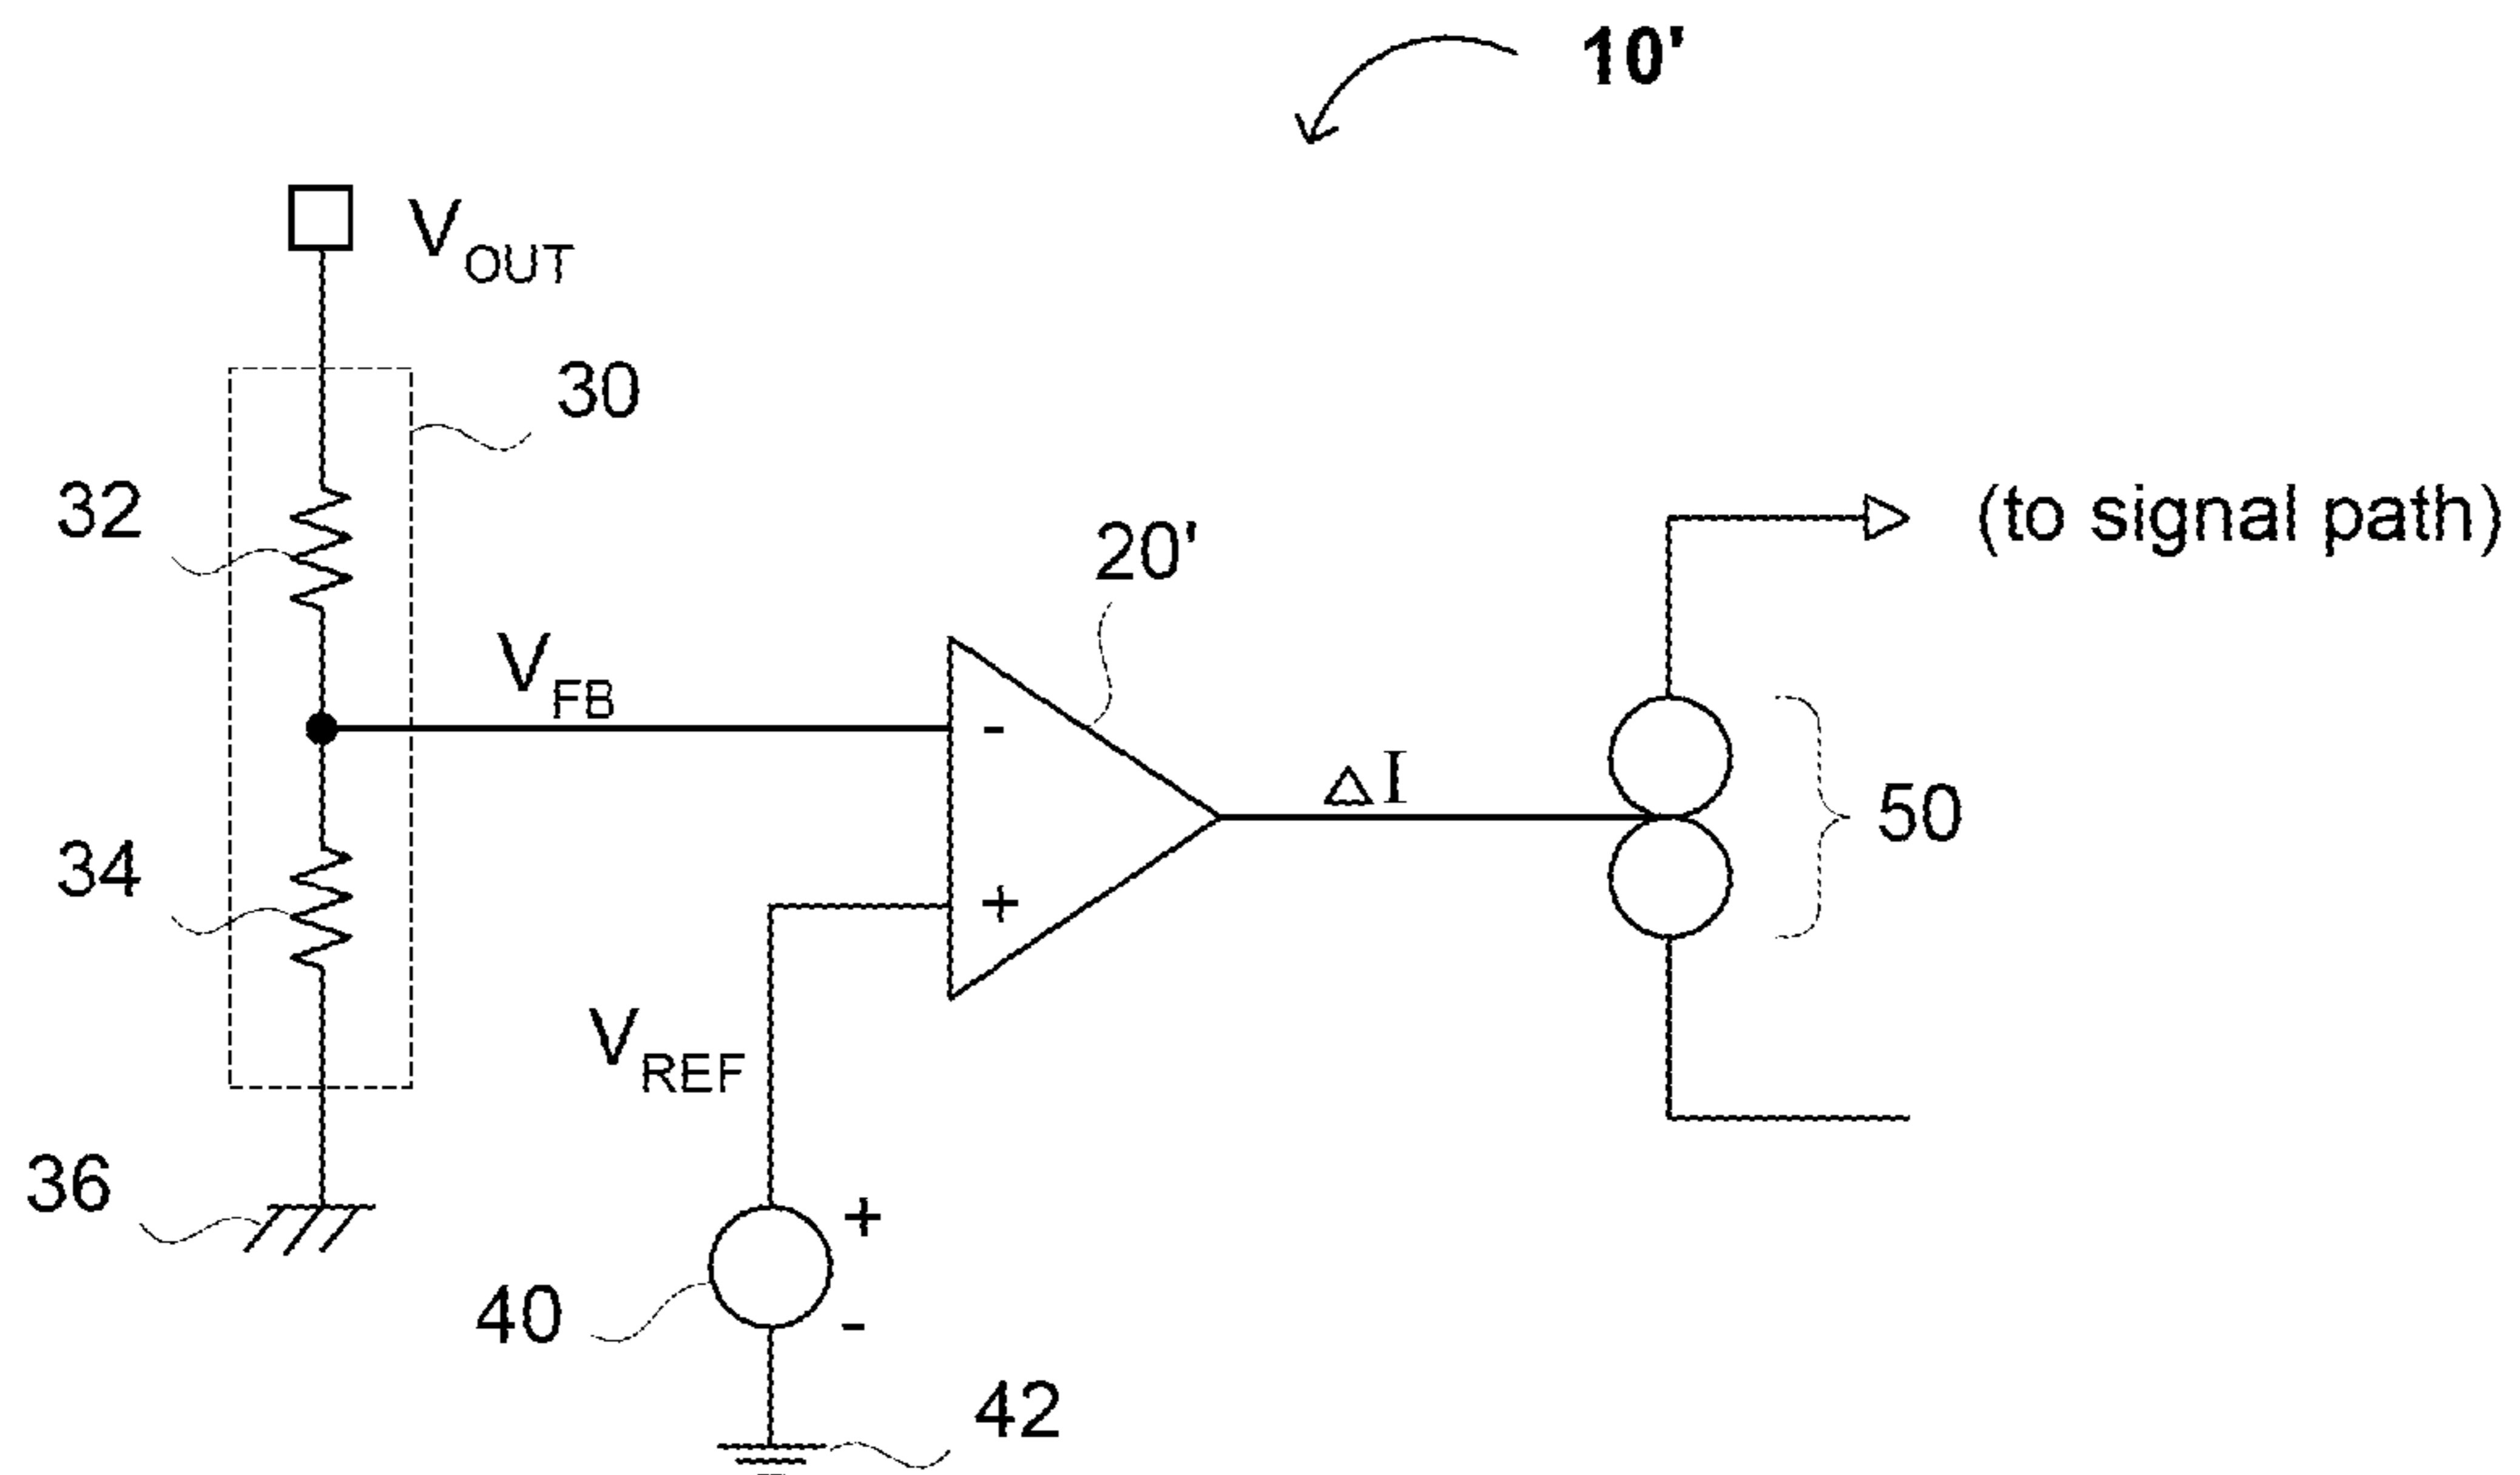 10'
V_OUT
30
32
(to signal path)
20'
V_FB
-
ΔI
50
34
+
V_REF
36
+
40
-
42